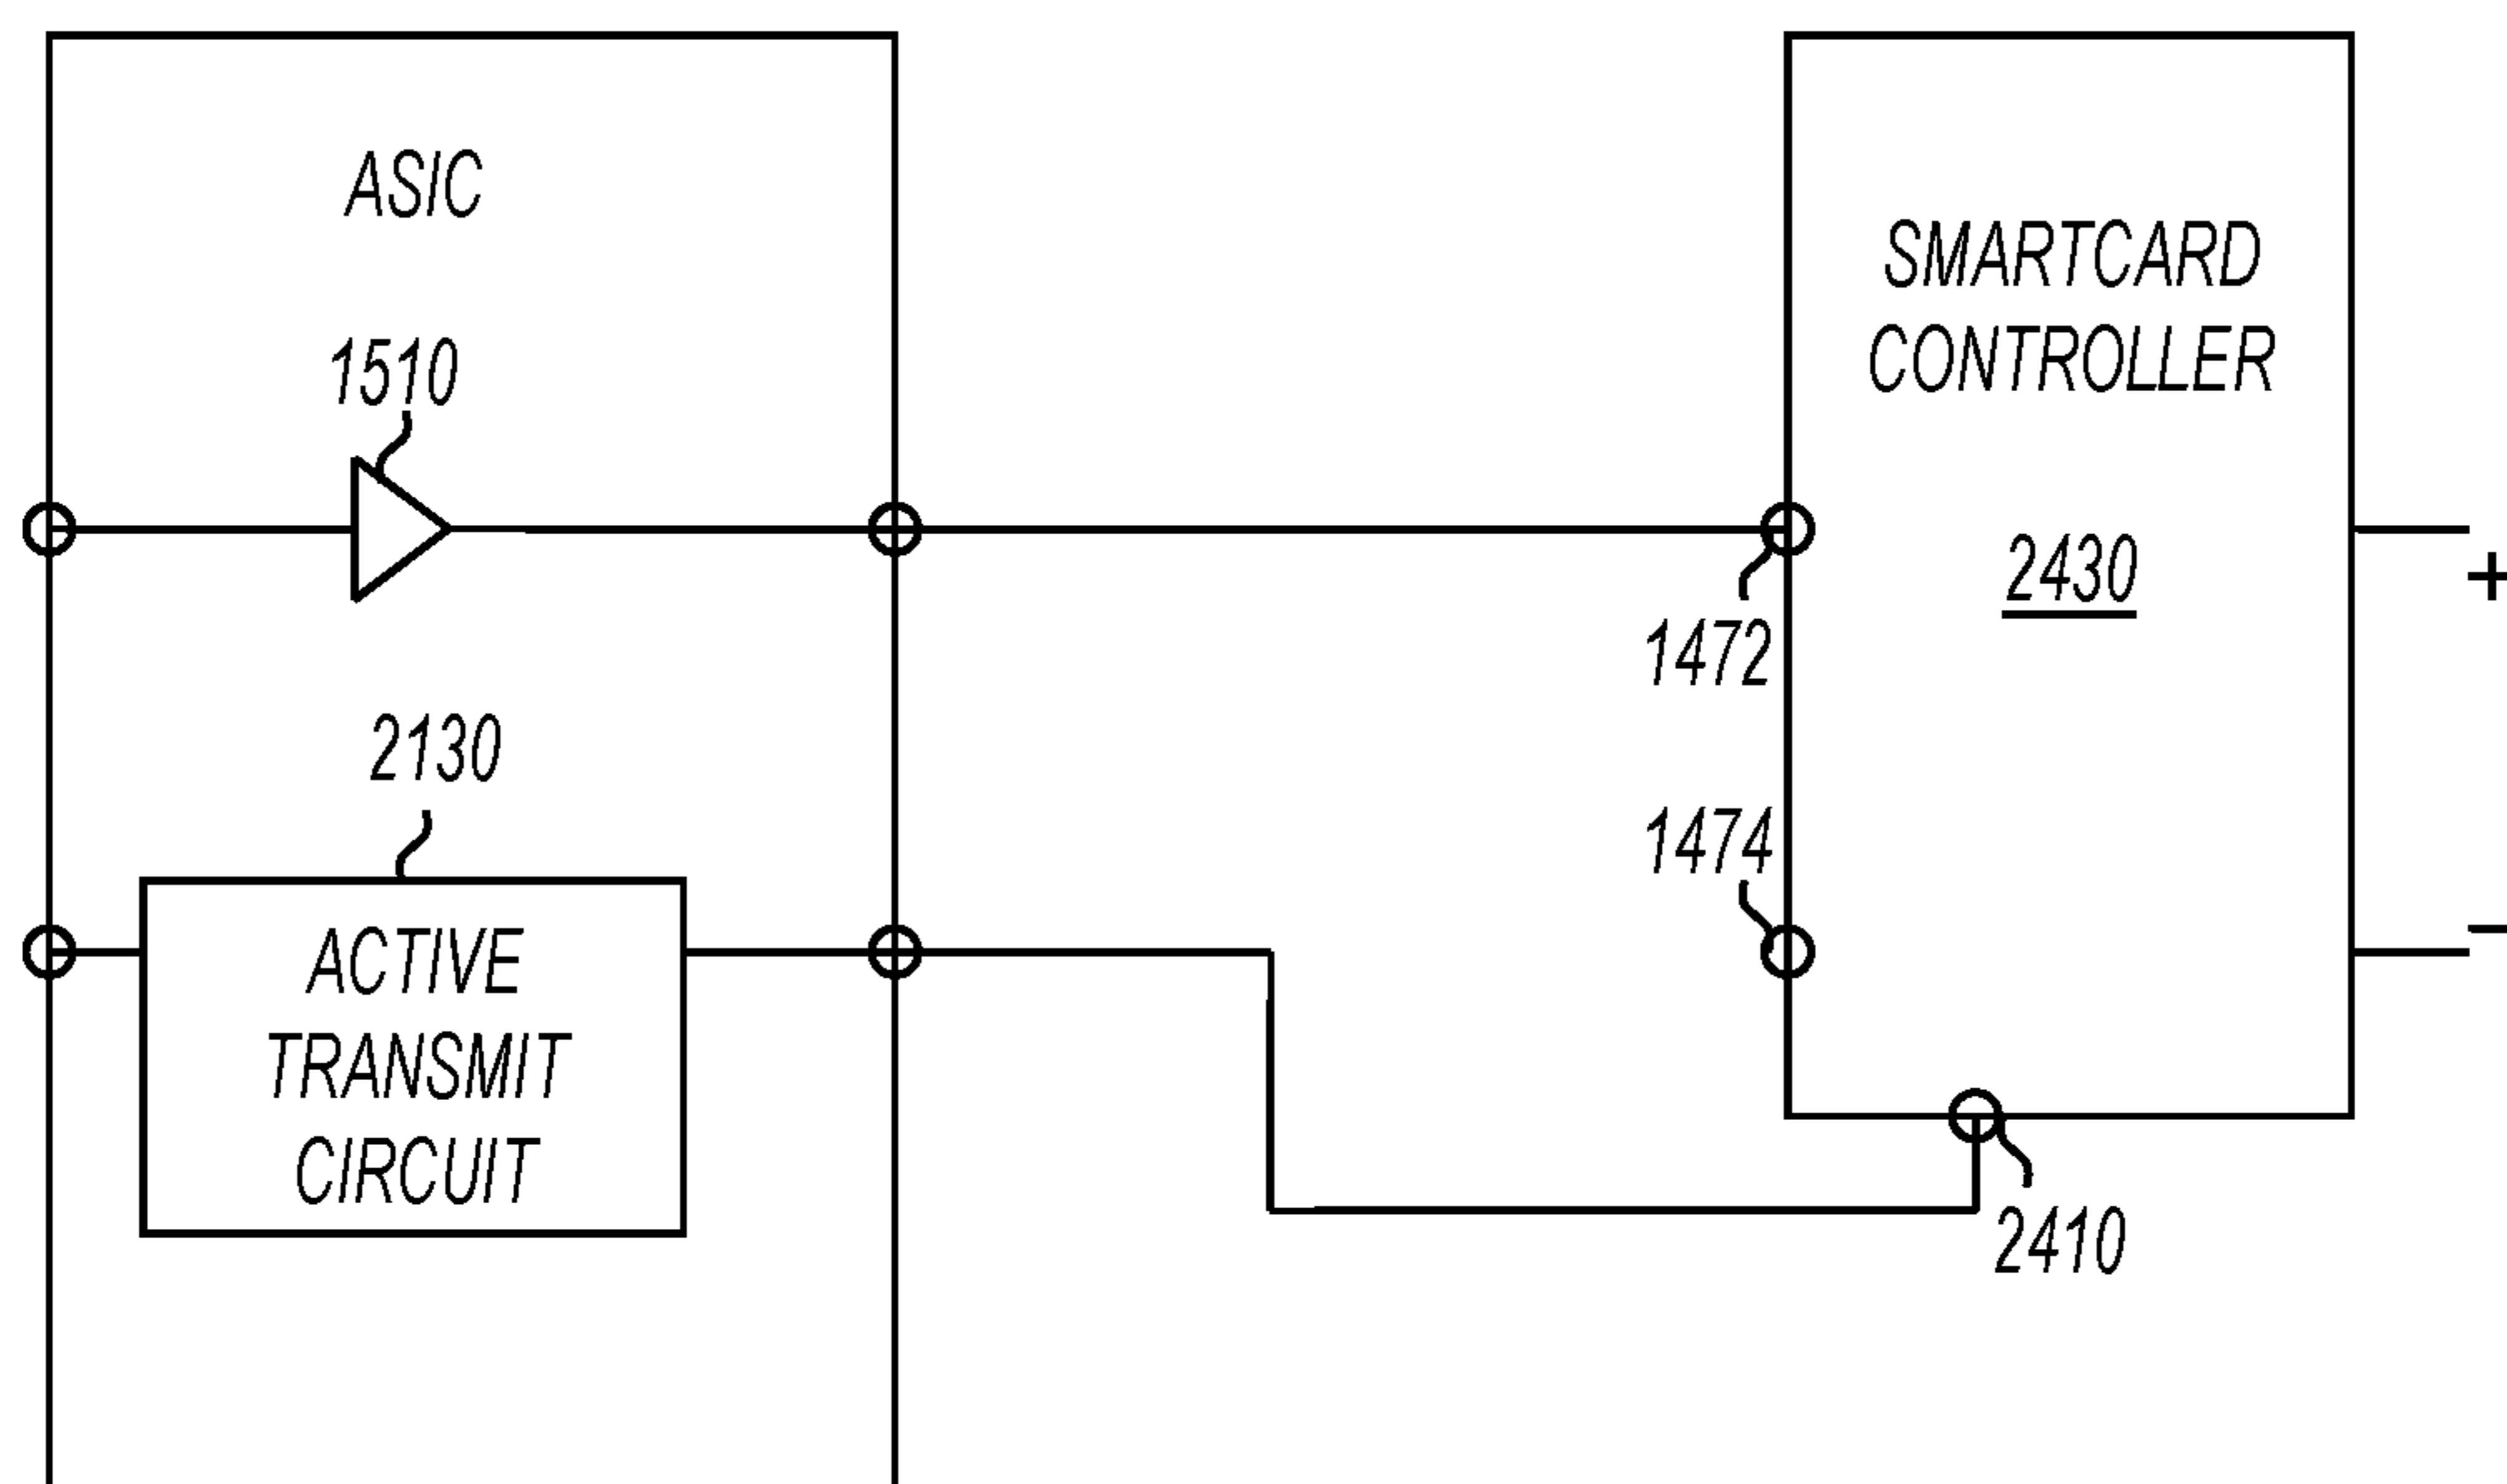 ASIC
1510
2130
ACTIVE
TRANSMIT
CIRCUIT
SMARTCARD
CONTROLLER
2430
1472
1474
2410
+
−